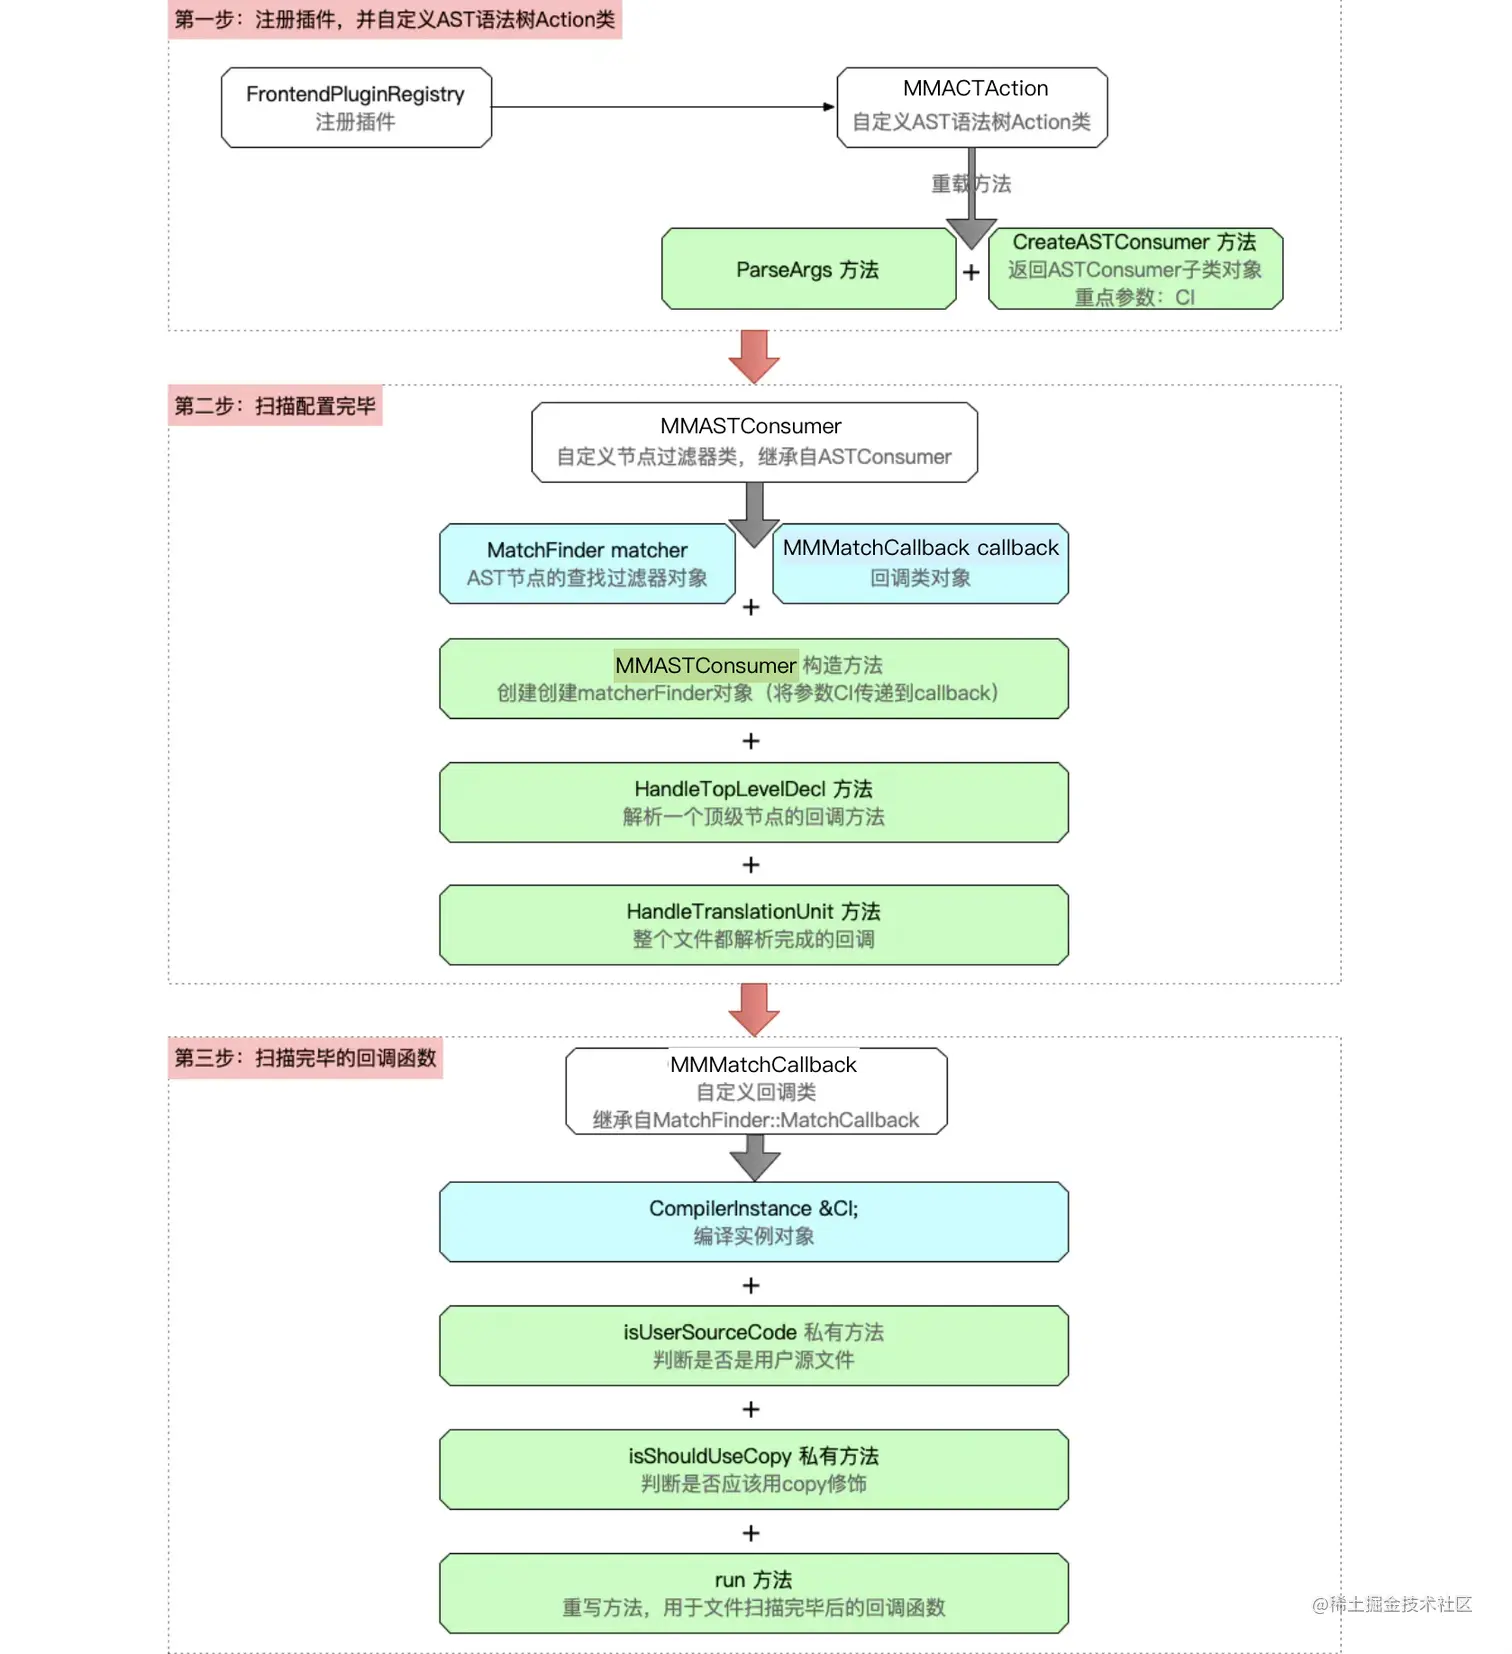 第一步：注册插件，并自定义AST语法树Action类
FrontendPluginRegistry
注册插件
MMACTAction
自定义AST语法树Action类
重载方法
ParseArgs 方法
+
CreateASTConsumer 方法
返回ASTConsumer子类对象
重点参数：CI
第二步：扫描配置完毕
MMASTConsumer
自定义节点过滤器类，继承自ASTConsumer
MatchFinder matcher
AST节点的查找过滤器对象
MMMatchCallback callback
回调类对象
+
MMASTConsumer 构造方法
创建创建matcherFinder对象（将参数CI传递到callback）
+
HandleTopLevelDecl 方法
解析一个顶级节点的回调方法
+
HandleTranslationUnit 方法
整个文件都解析完成的回调
第三步：扫描完毕的回调函数
MMMatchCallback
自定义回调类
继承自MatchFinder::MatchCallback
CompilerInstance &CI;
编译实例对象
+
isUserSourceCode 私有方法
判断是否是用户源文件
+
isShouldUseCopy 私有方法
判断是否应该用copy修饰
+
run 方法
重写方法，用于文件扫描完毕后的回调函数
@稀土掘金技术社区